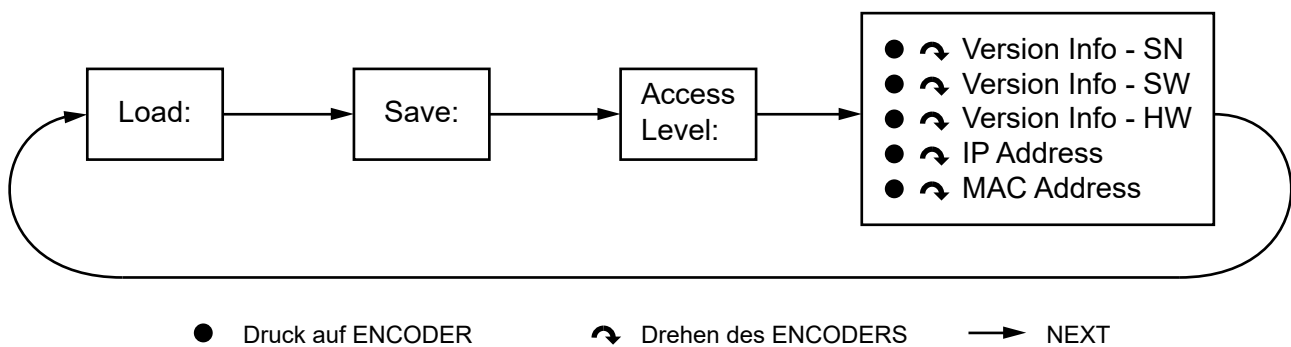 Load:
Save:
Access
Level:
Version Info - SN
Version Info - SW
Version Info - HW
IP Address
MAC Address
Druck auf ENCODER
Drehen des ENCODERS
NEXT